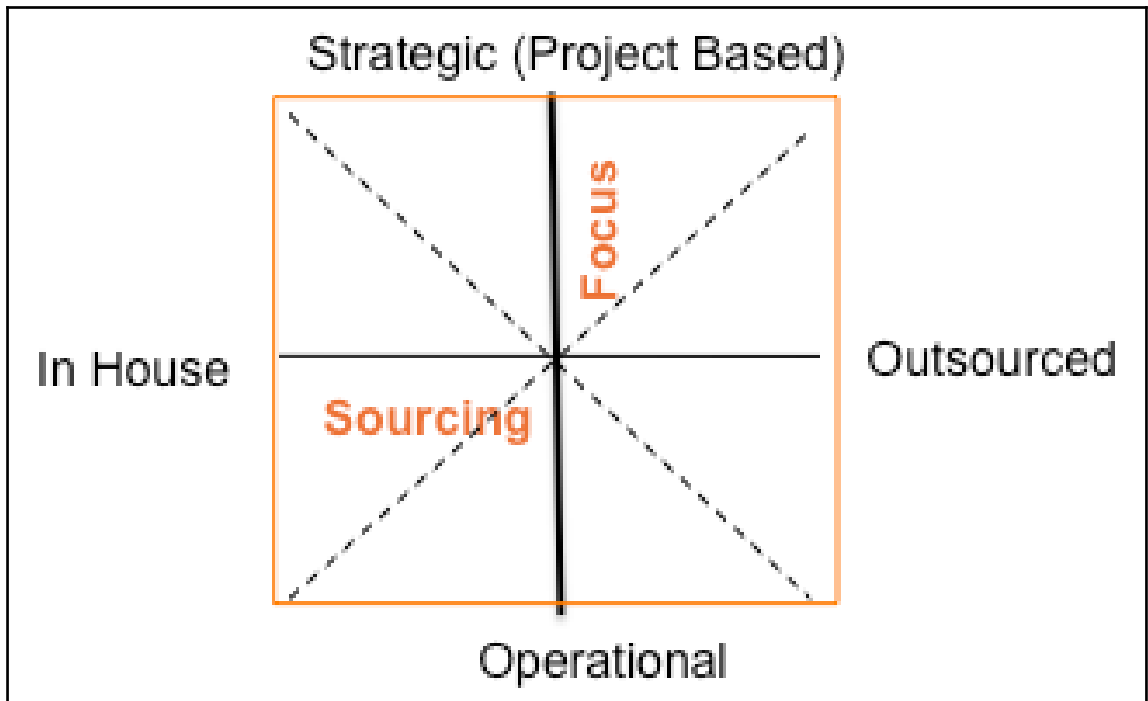 Strategic (Project Based)
Focus
In House
Outsourced
Sourcing
Operational